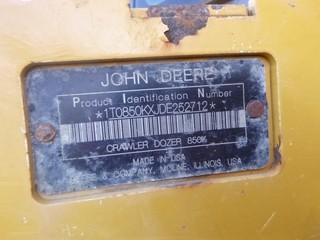 JOHN DEERE
Product Identification Number
*1T0850KXJDE252712*
CRAWLER DOZER 850K
MADE IN USA
DEERE & COMPANY, MOLINE, ILLINOIS, USA